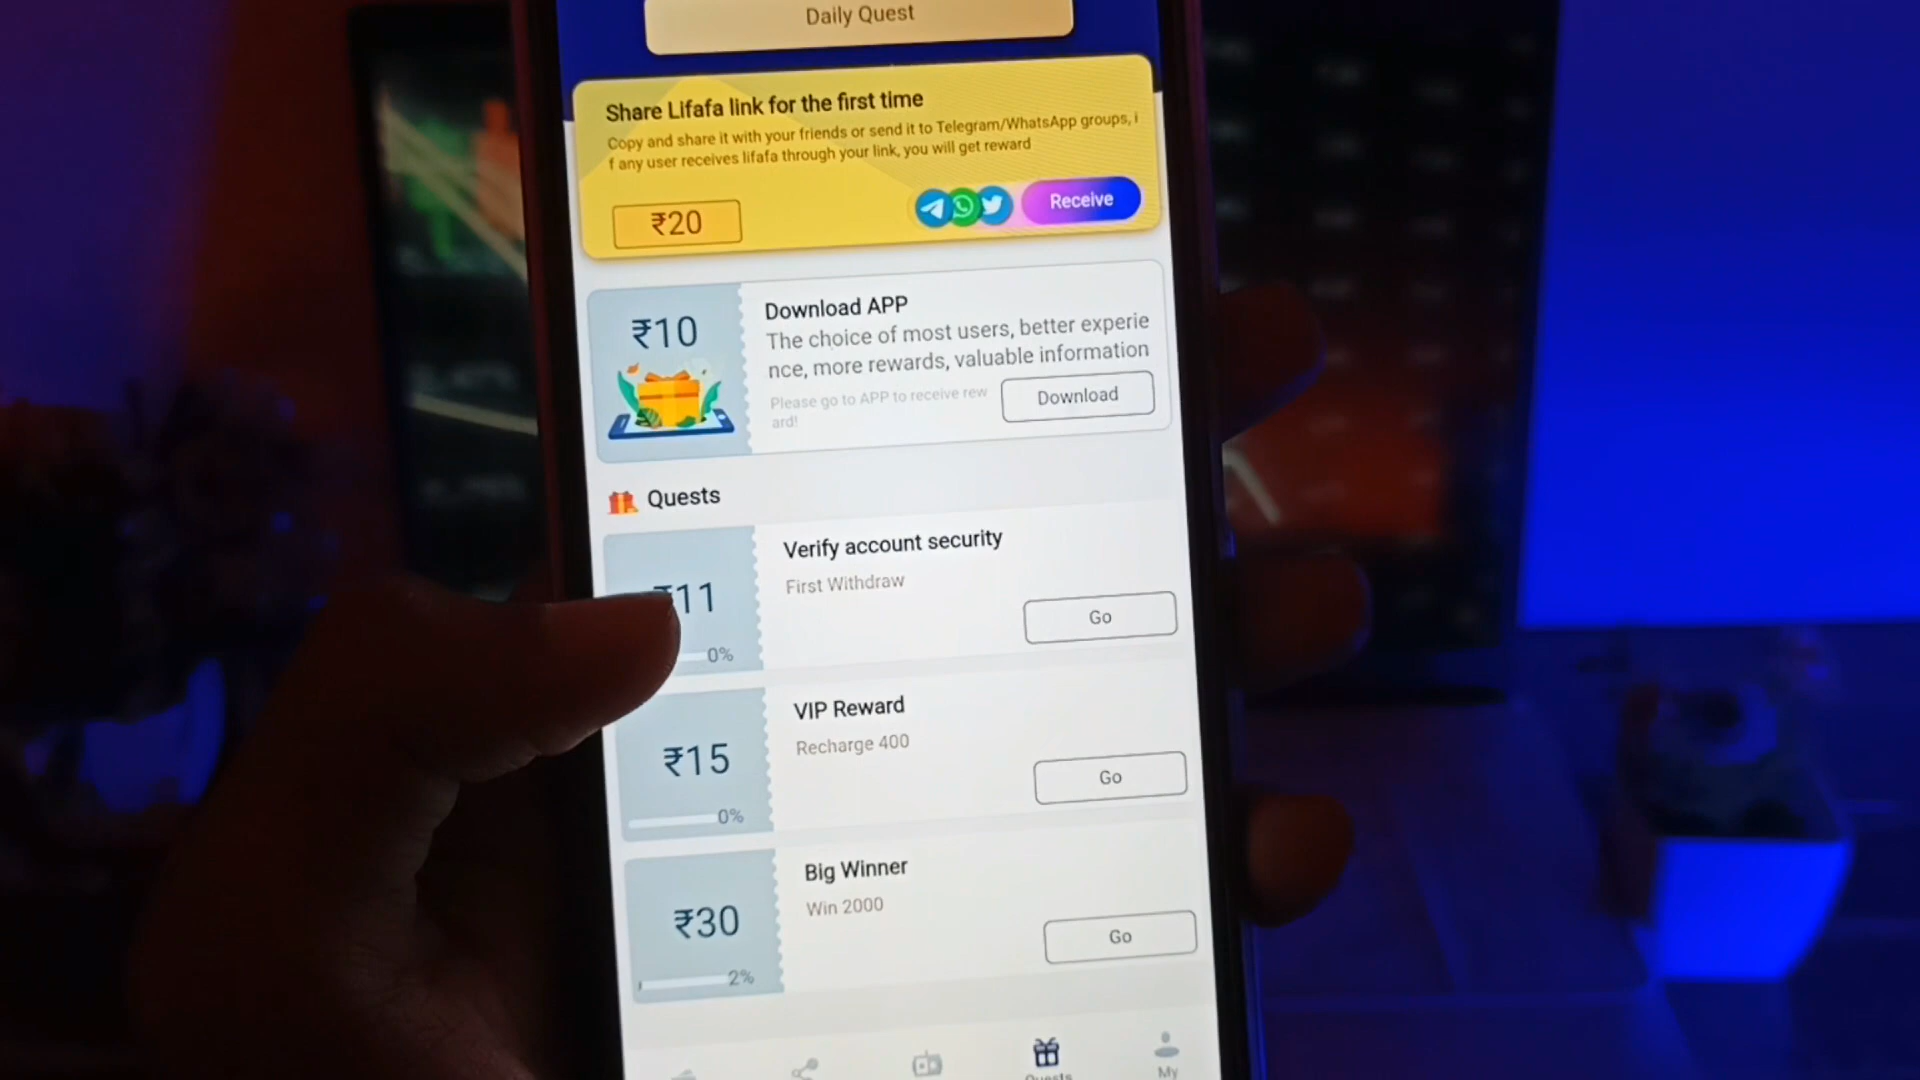 Daily Quest
Share Lifafa link for the first time
Copy and share it with your friends or send it to Telegram/WhatsApp groups, i
f any user receives lifafa through your link, you will get reward
₹20
Receive
₹10
Download APP
The choice of most users, better experie
nce, more rewards, valuable information
Please go to APP to receive rew
ard!
Download
Quests
₹11
0%
Verify account security
First Withdraw
Go
₹15
0%
VIP Reward
Recharge 400
Go
₹30
2%
Big Winner
Win 2000
Go
Quests
My